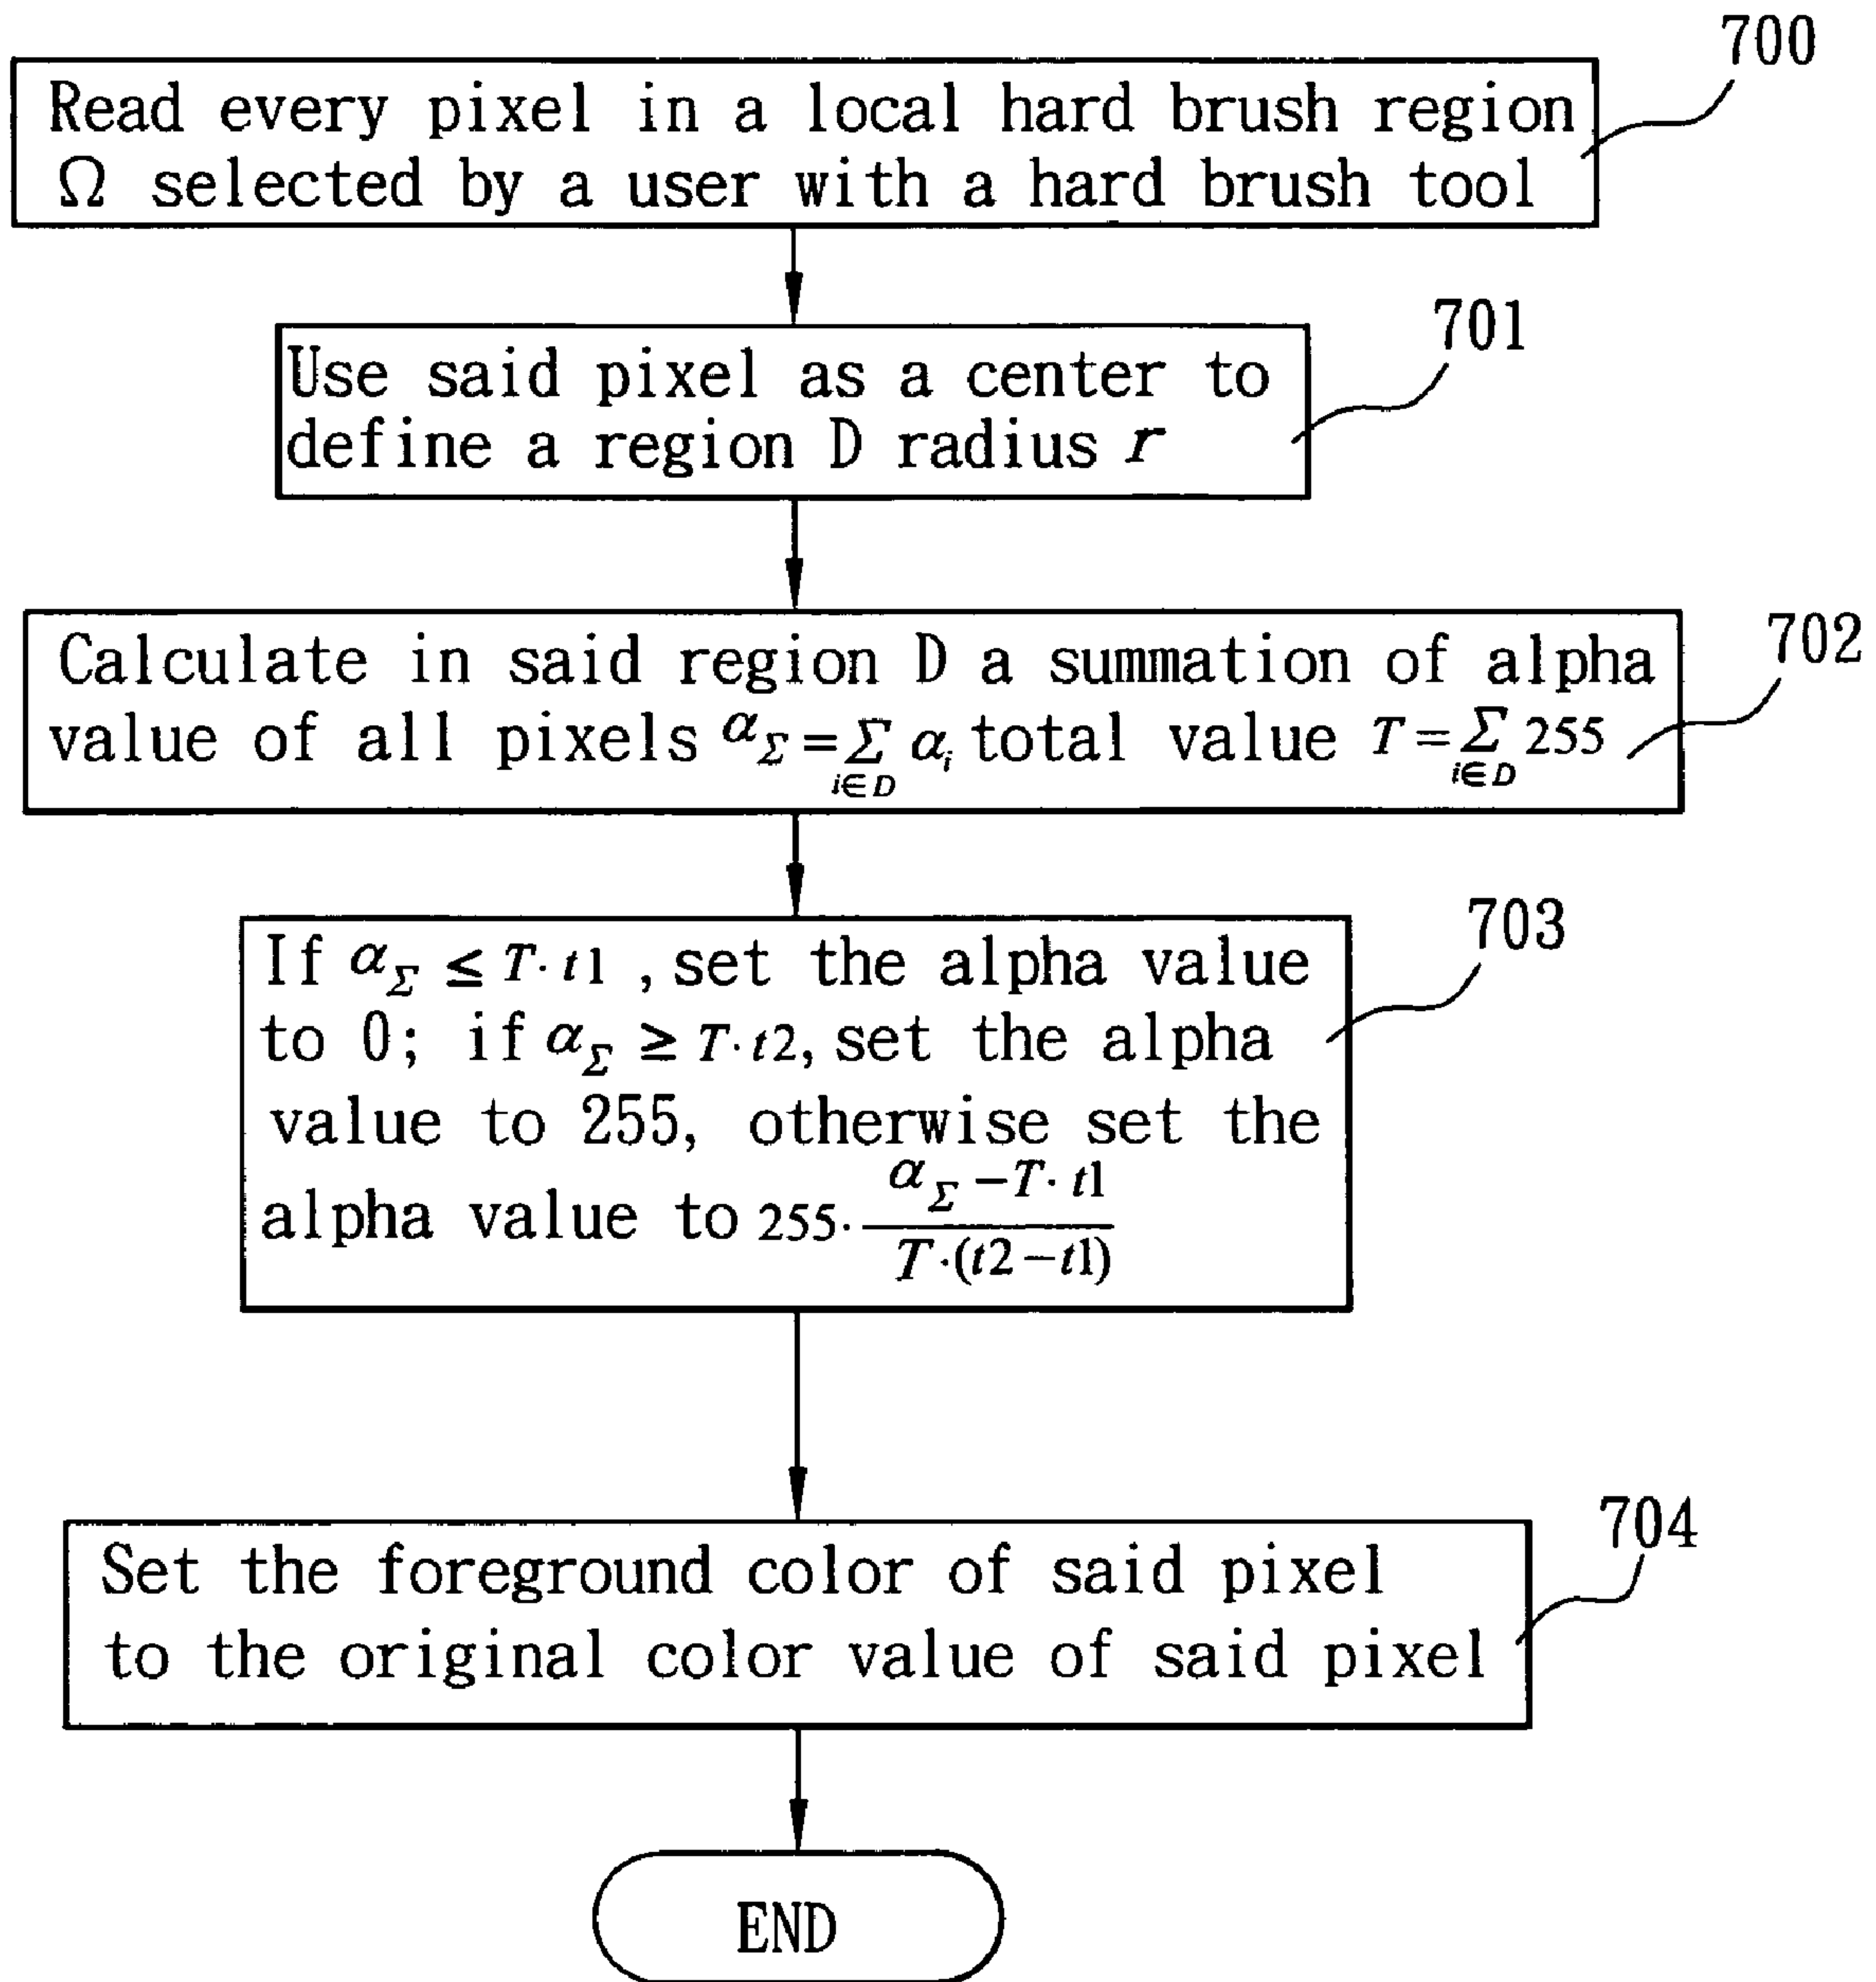 700
Read every pixel in a local hard brush region
Ω selected by a user with a hard brush tool
701
Use said pixel as a center to
define a region D radius r
702
Calculate in said region D a summation of alpha
value of all pixels α_Σ = Σ_{i∈D} α_i total value T = Σ_{i∈D} 255
703
If α_Σ ≤ T· t1 , set the alpha value
to 0; if α_Σ ≥ T· t2, set the alpha
value to 255, otherwise set the
alpha value to 255· (α_Σ − T· t1) / (T·(t2−t1))
704
Set the foreground color of said pixel
to the original color value of said pixel
END